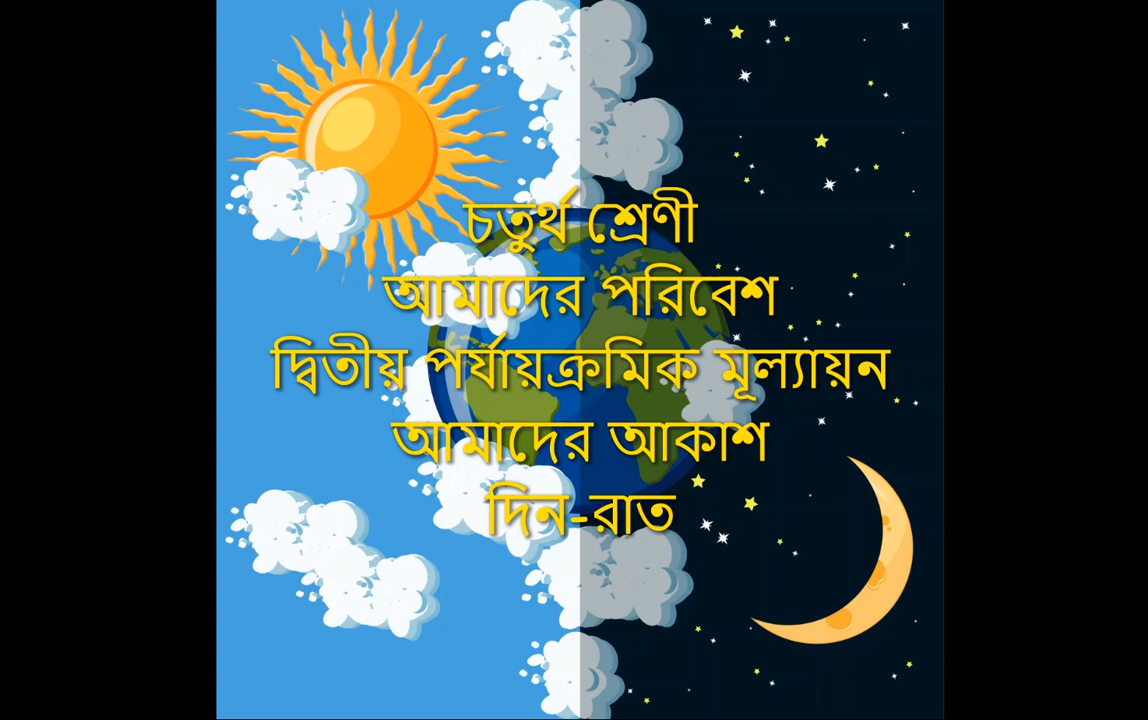 চতুর্থ শ্রেণী
আমাদের পরিবেশ
দ্বিতীয় পর্যায়ক্রমিক মূল্যায়ন
আমাদের আকাশ
দিন-রাত